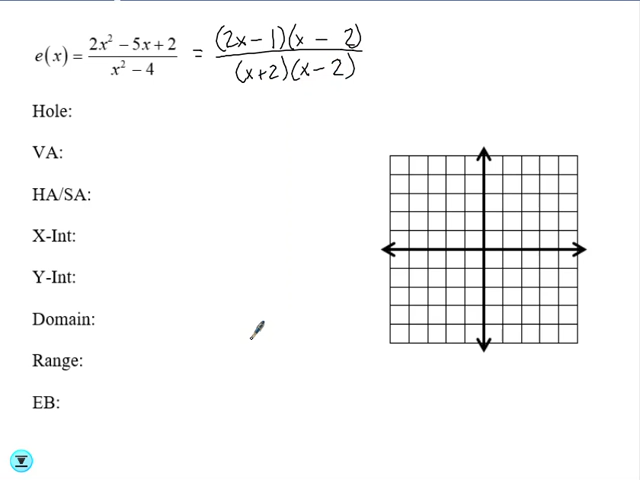 e(x) = (2x² − 5x + 2)/(x² − 4) = ((2x − 1)(x − 2))/((x+2)(x − 2))
Hole:
VA:
HA/SA:
X-Int:
Y-Int:
Domain:
Range:
EB: